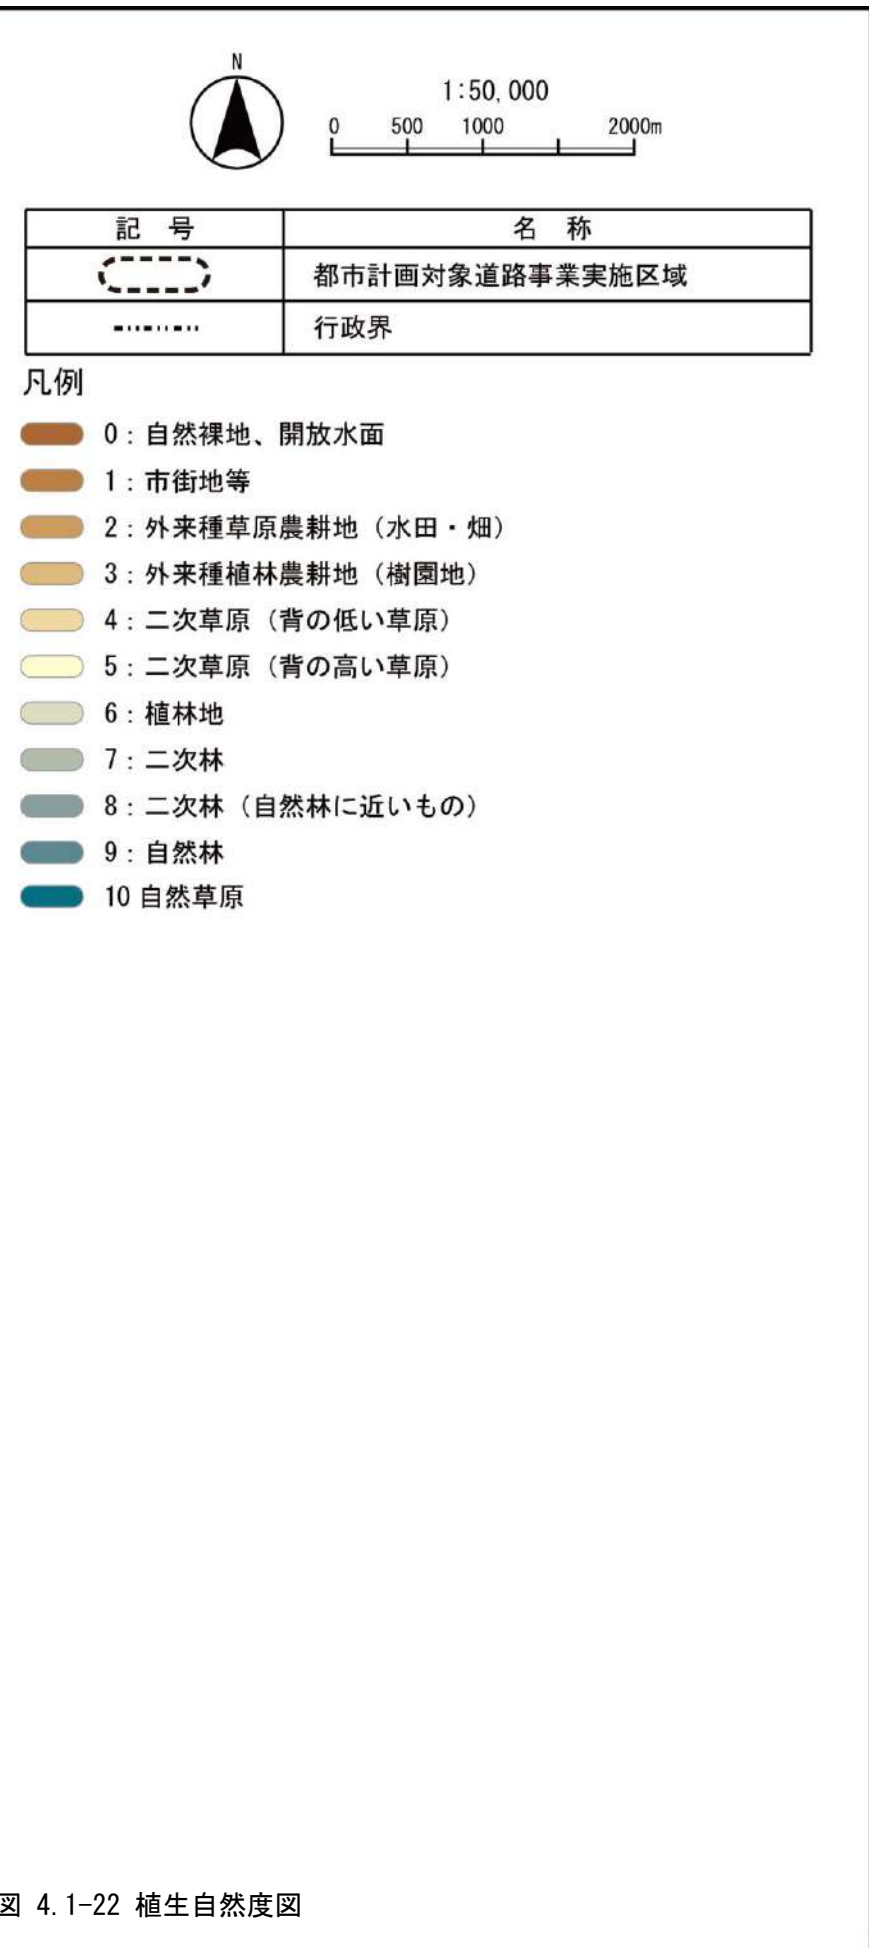 N
1:50,000
0 500 1000 2000m
記 号 名 称
都市計画対象道路事業実施区域
行政界
凡例
0：自然裸地、開放水面
1：市街地等
2：外来種草原農耕地（水田・畑）
3：外来種植林農耕地（樹園地）
4：二次草原（背の低い草原）
5：二次草原（背の高い草原）
6：植林地
7：二次林
8：二次林（自然林に近いもの）
9：自然林
10 自然草原
図 4.1-22 植生自然度図